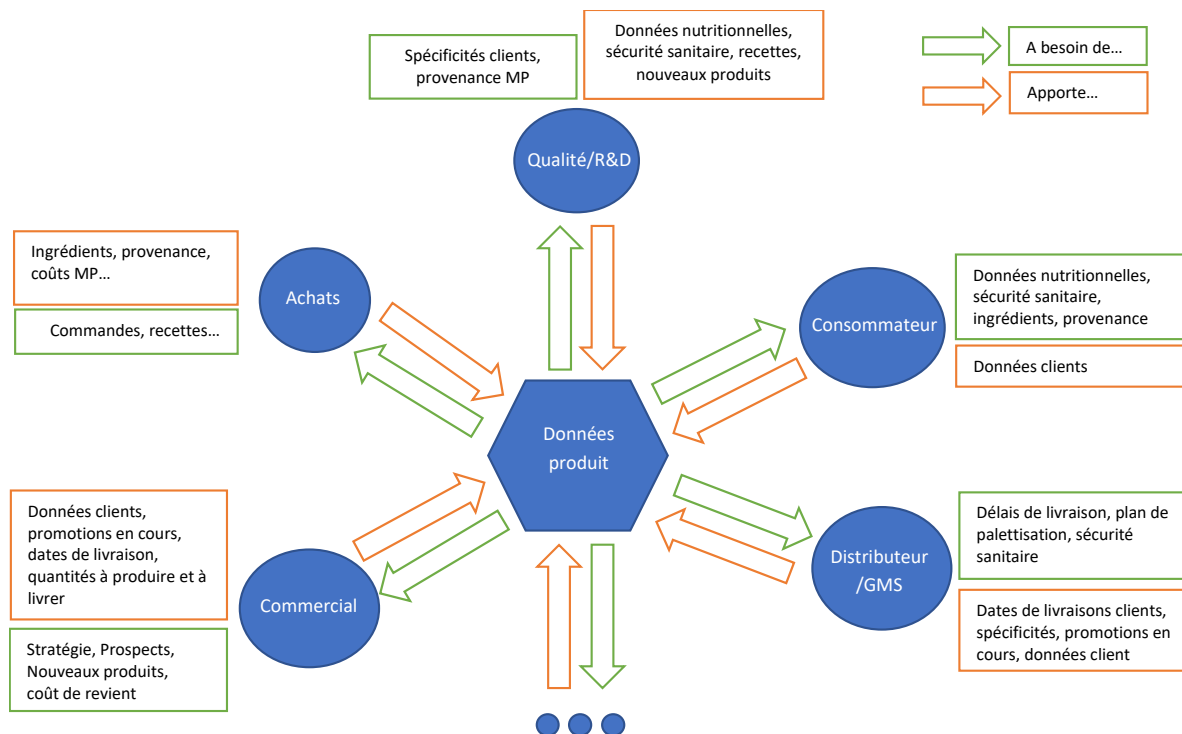 Spécificités clients,
provenance MP
Données nutritionnelles,
sécurité sanitaire, recettes,
nouveaux produits
A besoin de…
Apporte…
Qualité/R&D
Ingrédients, provenance,
coûts MP…
Commandes, recettes…
Achats
Consommateur
Données nutritionnelles,
sécurité sanitaire,
ingrédients, provenance
Données clients
Données
produit
Données clients,
promotions en cours,
dates de livraison,
quantités à produire et à
livrer
Stratégie, Prospects,
Nouveaux produits,
coût de revient
Commercial
Distributeur
/GMS
Délais de livraison, plan de
palettisation, sécurité
sanitaire
Dates de livraisons clients,
spécificités, promotions en
cours, données client